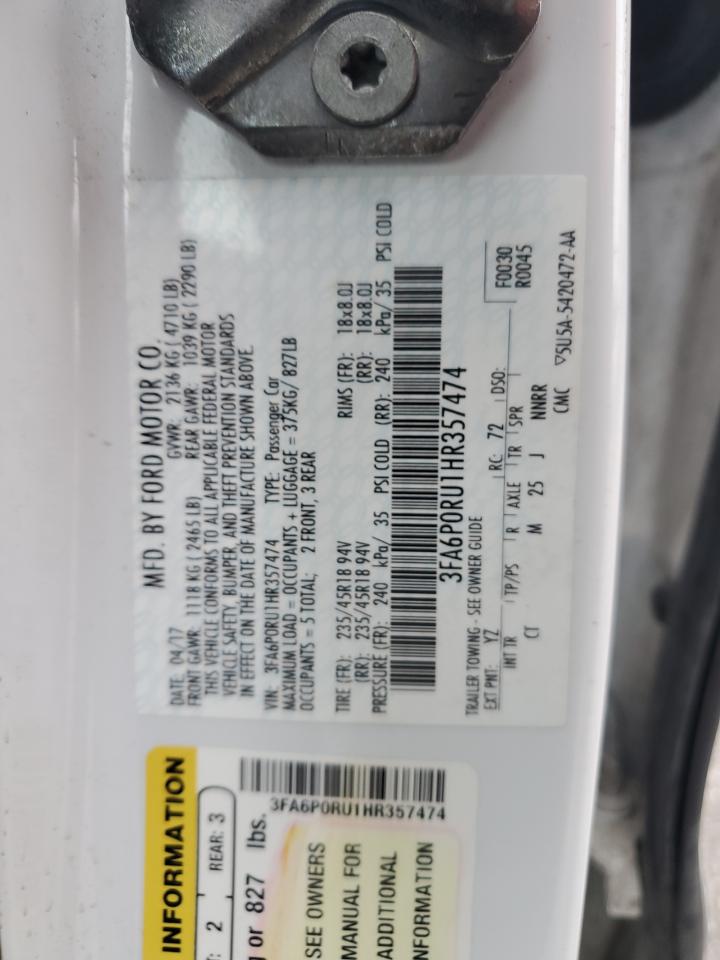 MFD. BY FORD MOTOR CO.
DATE: 04/17 GVWR: 2136 KG ( 4710 LB)
FRONT GAWR: 1118 KG ( 2465 LB) REAR GAWR: 1039 KG ( 2290 LB)
THIS VEHICLE CONFORMS TO ALL APPLICABLE FEDERAL MOTOR
VEHICLE SAFETY, BUMPER, AND THEFT PREVENTION STANDARDS
IN EFFECT ON THE DATE OF MANUFACTURE SHOWN ABOVE.
VIN: 3FA6P0RU1HR357474 TYPE: Passenger Car
MAXIMUM LOAD = OCCUPANTS + LUGGAGE = 375KG/ 827LB
OCCUPANTS = 5 TOTAL; 2 FRONT, 3 REAR
TIRE (FR): 235/45R18 94V RIMS (FR): 18x8.0J
(RR): 235/45R18 94V (RR): 18x8.0J
PRESSURE (FR): 240 kPa/ 35 PSI COLD (RR): 240 kPa/ 35 PSI COLD
3FA6P0RU1HR357474
TRAILER TOWING - SEE OWNER GUIDE
EXT PNT: YZ RC: 72 DSO: F0030
INT TR TP/PS R AXLE TR SPR R0045
CT M 25 J NNRR
CMC ▽5U5A-5420472-AA
INFORMATION
3FA6P0RU1HR357474
T: 2 REAR: 3
g or 827 lbs.
SEE OWNERS
MANUAL FOR
ADDITIONAL
NFORMATION